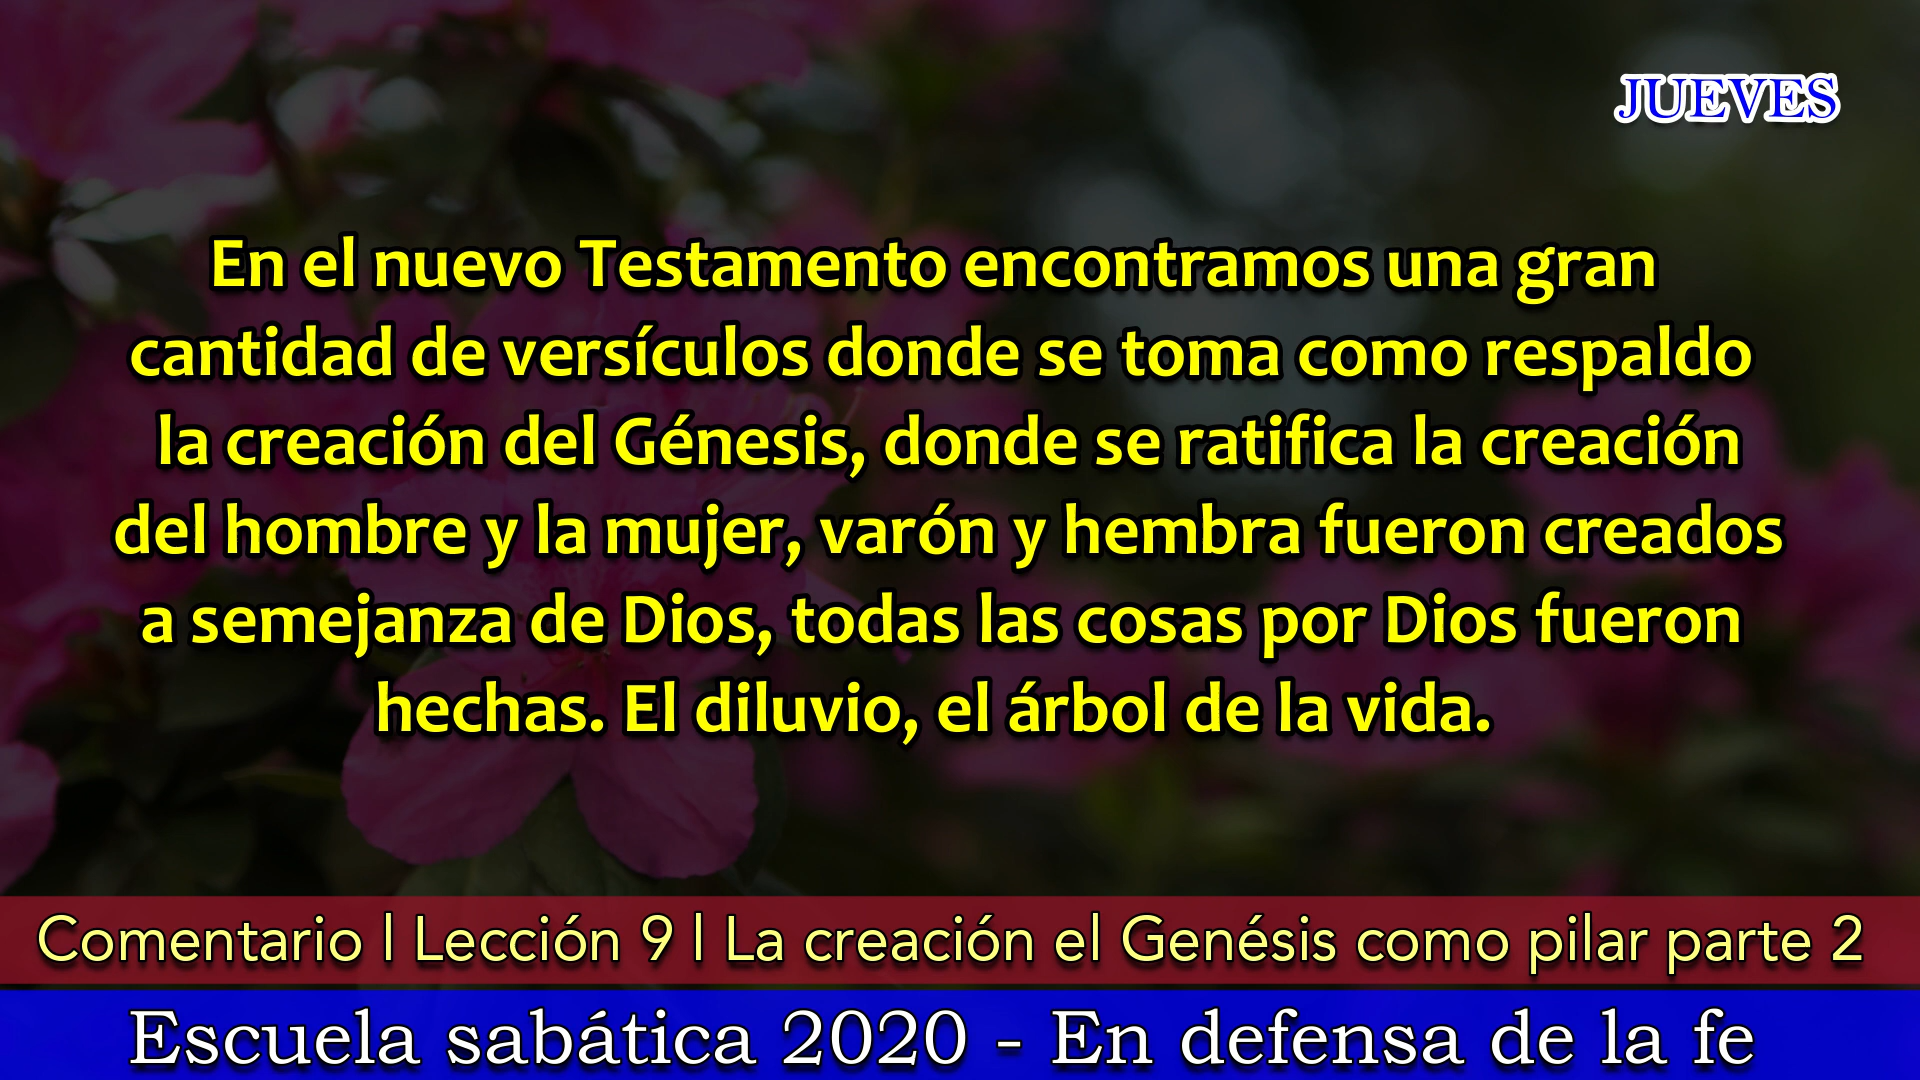 JUEVES
En el nuevo Testamento encontramos una gran
cantidad de versículos donde se toma como respaldo
la creación del Génesis, donde se ratifica la creación
del hombre y la mujer, varón y hembra fueron creados
a semejanza de Dios, todas las cosas por Dios fueron
hechas. El diluvio, el árbol de la vida.
Comentario | Lección 9 | La creación el Genésis como pilar parte 2
Escuela sabática 2020 - En defensa de la fe